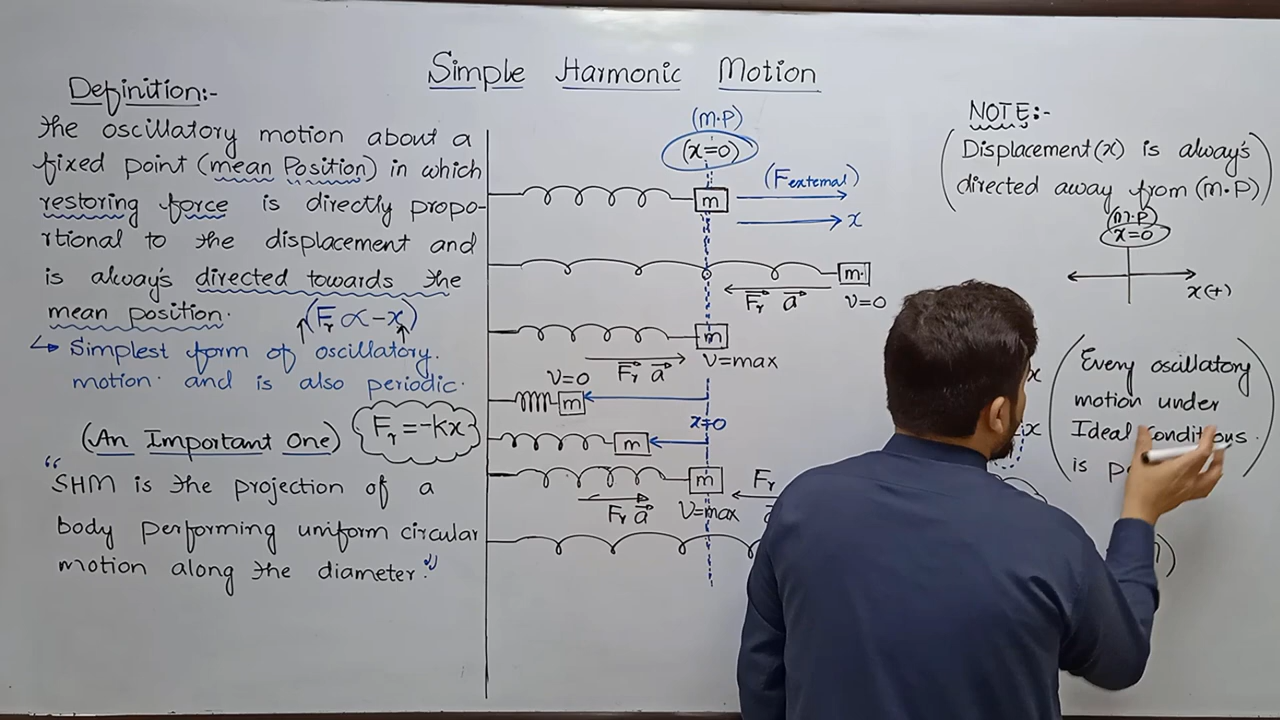 Simple Harmonic Motion
Definition:-
The oscillatory motion about a
fixed point (mean Position) in which
restoring force is directly propo-
rtional to the displacement and
is always's directed towards the
mean position.
(Fr ∝ -x)
↳ Simplest form of oscillatory.
motion. and is also periodic.
(An Important One)
Fr = -kx
"SHM is the projection of a
body performing uniform circular
motion along the diameter."
(m.P)
(x=0)
m
(Fexternal)
x
m.
Fr a
v=0
m
v=max
Fr a
v=0
m
x=0
m
m
Fr
Fr a
v=max
NOTE:-
(Displacement(x) is always's
directed away from (m.P))
(m.P)
x=0
x(+)
x
x
(Every oscillatory
motion under
Ideal Conditions.
is